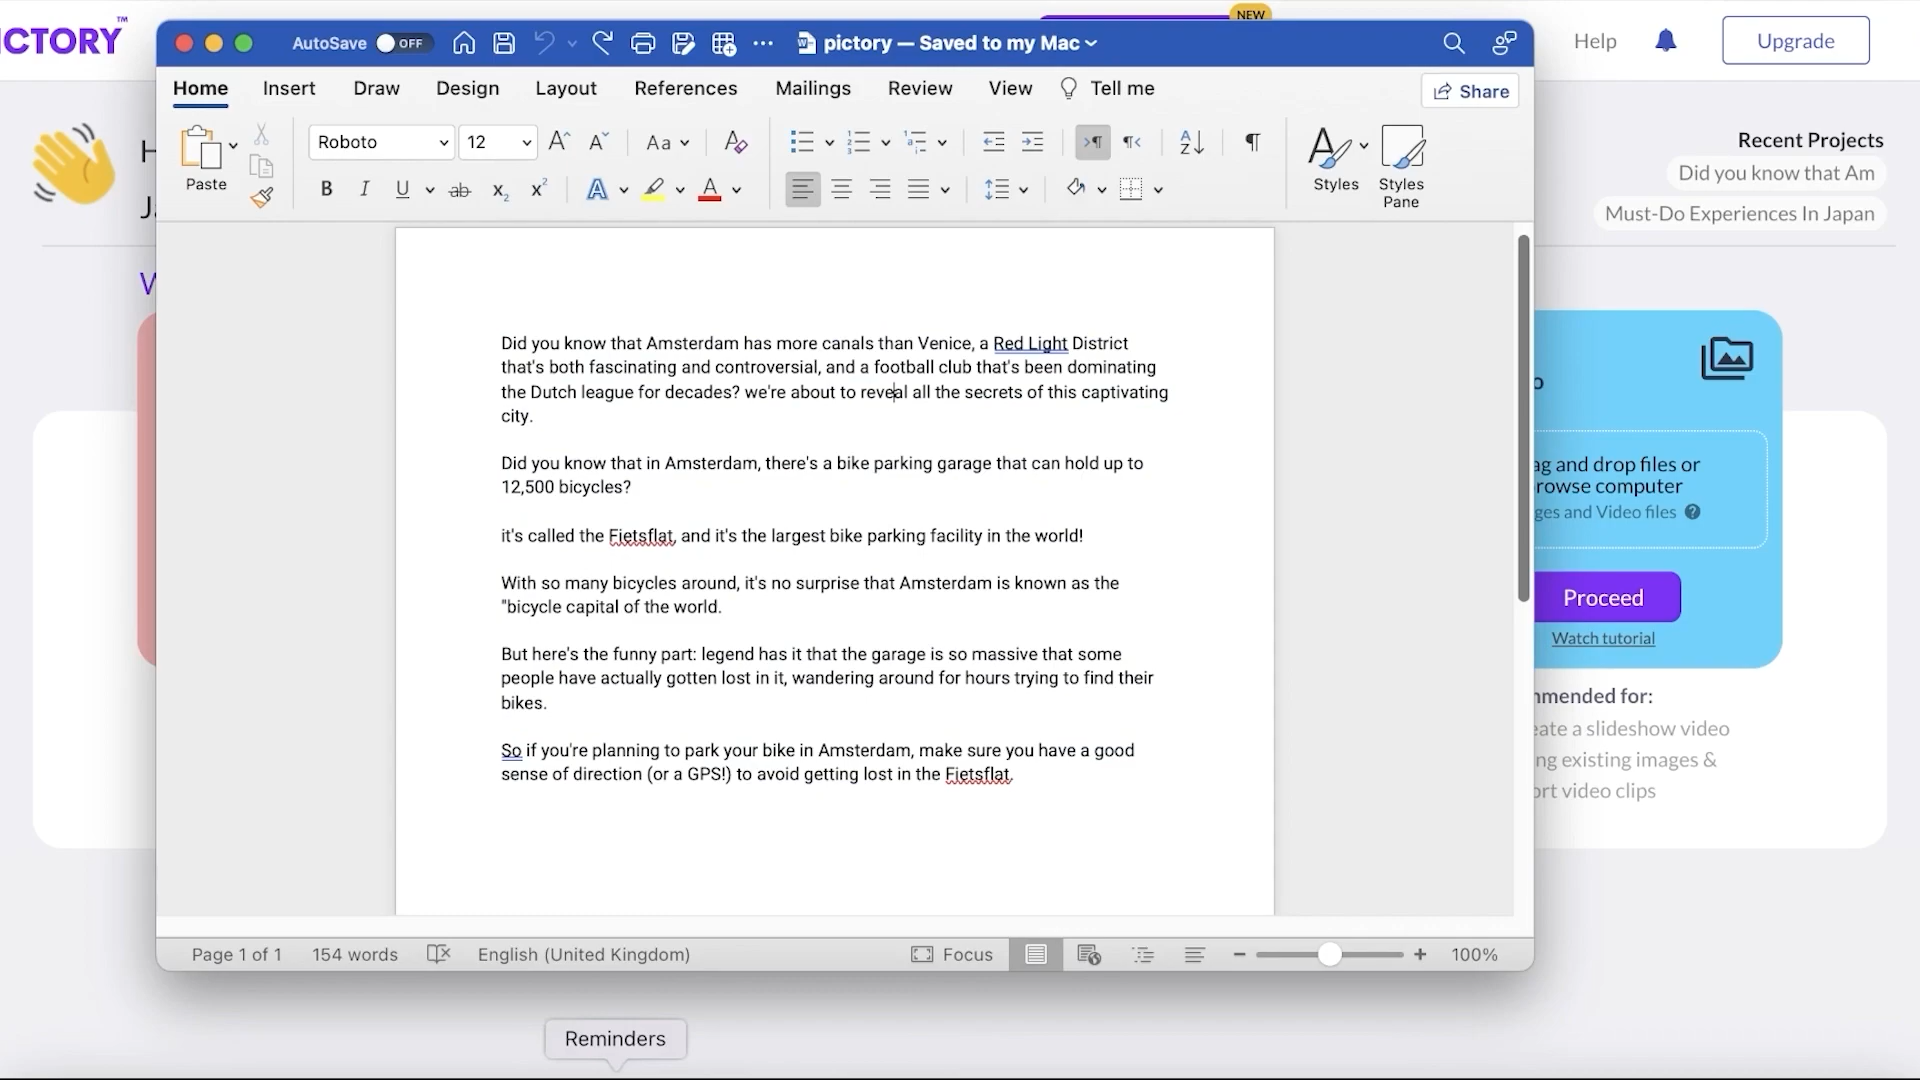 ICTORY™
NEW
Help
Upgrade
AutoSave OFF
pictory — Saved to my Mac
Home Insert Draw Design Layout References Mailings Review View Tell me
Share
Paste
Roboto
12
Aa
Styles
Styles
Pane
Recent Projects
Did you know that Am
Must-Do Experiences In Japan
Did you know that Amsterdam has more canals than Venice, a Red Light District
that's both fascinating and controversial, and a football club that's been dominating
the Dutch league for decades? we're about to reveal all the secrets of this captivating
city.
Did you know that in Amsterdam, there's a bike parking garage that can hold up to
12,500 bicycles?
it's called the Fietsflat, and it's the largest bike parking facility in the world!
With so many bicycles around, it's no surprise that Amsterdam is known as the
"bicycle capital of the world.
But here's the funny part: legend has it that the garage is so massive that some
people have actually gotten lost in it, wandering around for hours trying to find their
bikes.
So if you're planning to park your bike in Amsterdam, make sure you have a good
sense of direction (or a GPS!) to avoid getting lost in the Fietsflat.
ag and drop files or
rowse computer
ges and Video files
Proceed
Watch tutorial
mmended for:
eate a slideshow video
ng existing images &
ort video clips
Page 1 of 1
154 words
English (United Kingdom)
Focus
100%
Reminders